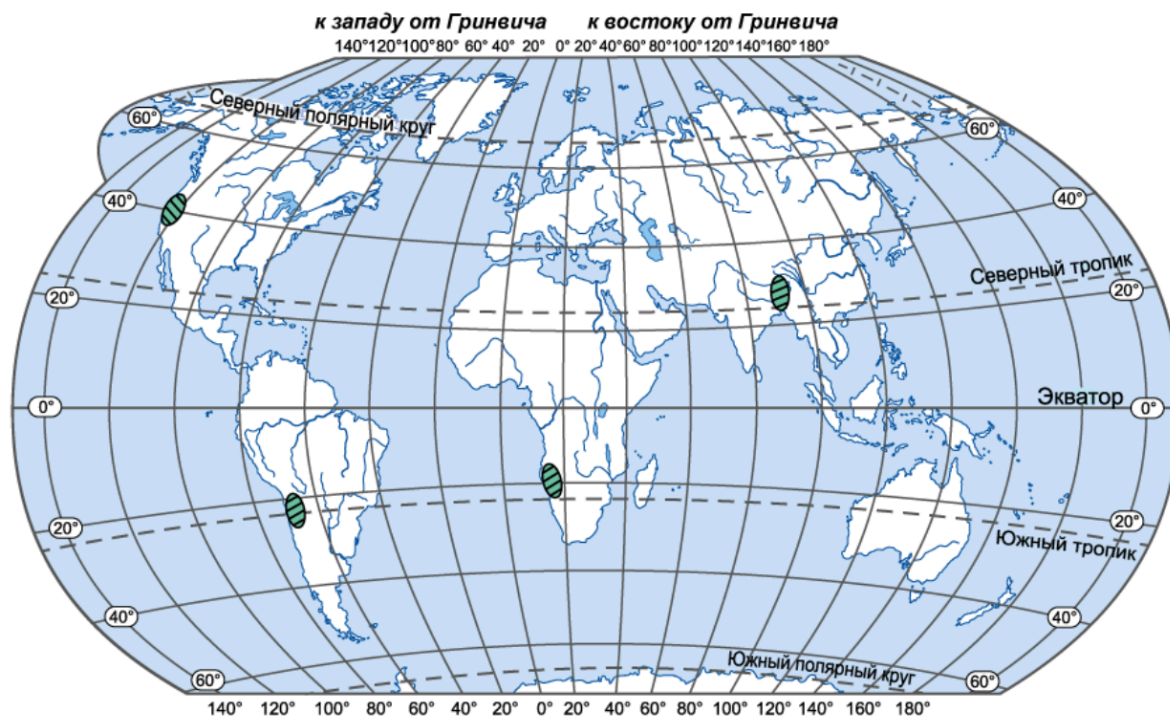 к западу от Гринвича к востоку от Гринвича
140° 120° 100° 80° 60° 40° 20° 0° 20° 40° 60° 80° 100° 120° 140° 160° 180°
Северный полярный круг
60° 60°
40° 40°
Северный тропик
20° 20°
Экватор
0° 0°
20° 20°
Южный тропик
40° 40°
Южный полярный круг
60° 60°
140° 120° 100° 80° 60° 40° 20° 0° 20° 40° 60° 80° 100° 120° 140° 160° 180°